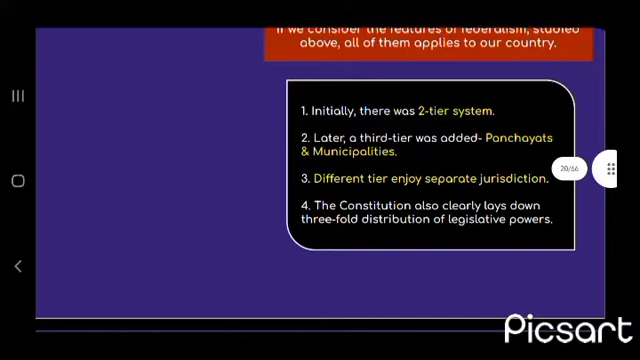 If we consider the features of federalism, studied
above, all of them applies to our country.
1. Initially, there was 2-tier system.
2. Later, a third-tier was added- Panchayats
& Municipalities.
3. Different tier enjoy separate jurisdiction.
20/66
4. The Constitution also clearly lays down
three-fold distribution of legislative powers.
Picsart